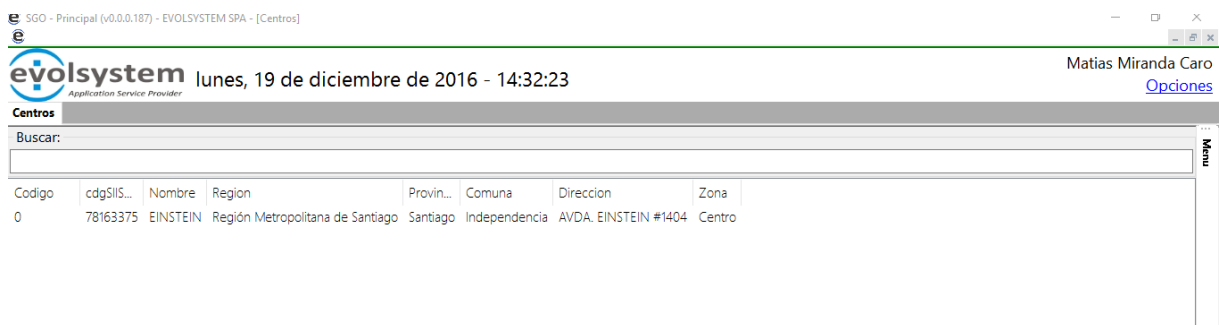 SGO - Principal (v0.0.0.187) - EVOLSYSTEM SPA - [Centros]
evolsystem
Application Service Provider
lunes, 19 de diciembre de 2016 - 14:32:23
Matias Miranda Caro
Opciones
Centros
Buscar:
Menu
Codigo cdgSIIS... Nombre Region Provin... Comuna Direccion Zona
0 78163375 EINSTEIN Región Metropolitana de Santiago Santiago Independencia AVDA. EINSTEIN #1404 Centro